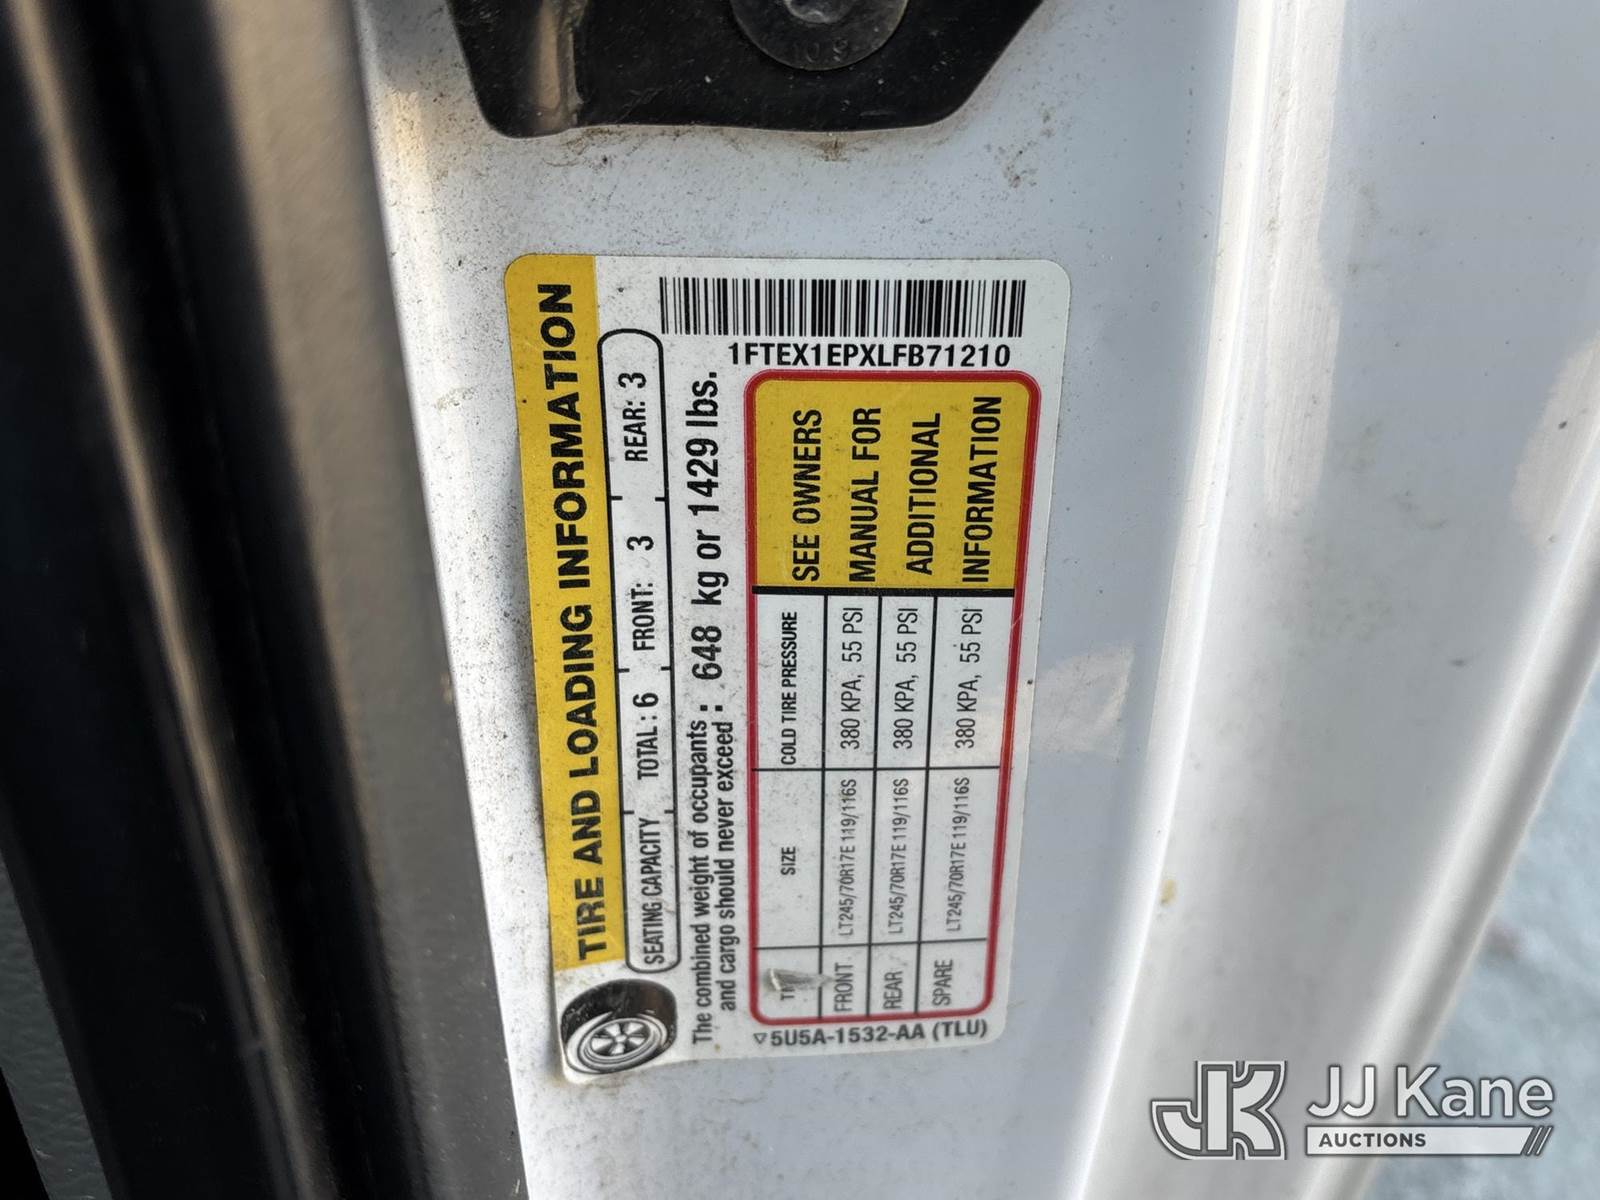 1FTEX1EPXLFB71210
TIRE AND LOADING INFORMATION
SEATING CAPACITY TOTAL: 6 FRONT: 3 REAR: 3
The combined weight of occupants
and cargo should never exceed : 648 kg or 1429 lbs.
SIZE COLD TIRE PRESSURE
FRONT LT245/70R17E 119/116S 380 KPA, 55 PSI
REAR LT245/70R17E 119/116S 380 KPA, 55 PSI
SPARE LT245/70R17E 119/116S 380 KPA, 55 PSI
SEE OWNERS
MANUAL FOR
ADDITIONAL
INFORMATION
5U5A-1532-AA (TLU)
JK JJ Kane
AUCTIONS